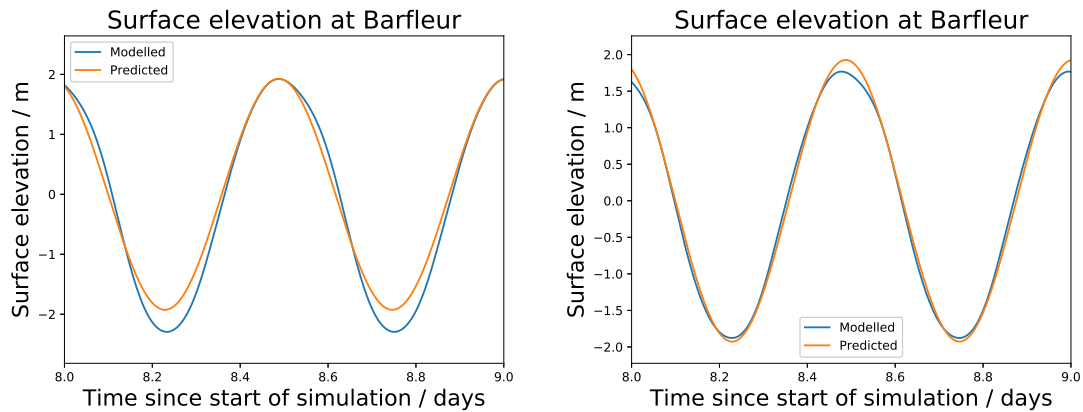 Surface elevation at Barfleur
Surface elevation / m
2
1
0
−1
−2
Modelled
Predicted
8.0 8.2 8.4 8.6 8.8 9.0
Time since start of simulation / days
Surface elevation at Barfleur
Surface elevation / m
2.0
1.5
1.0
0.5
0.0
−0.5
−1.0
−1.5
−2.0
Modelled
Predicted
8.0 8.2 8.4 8.6 8.8 9.0
Time since start of simulation / days